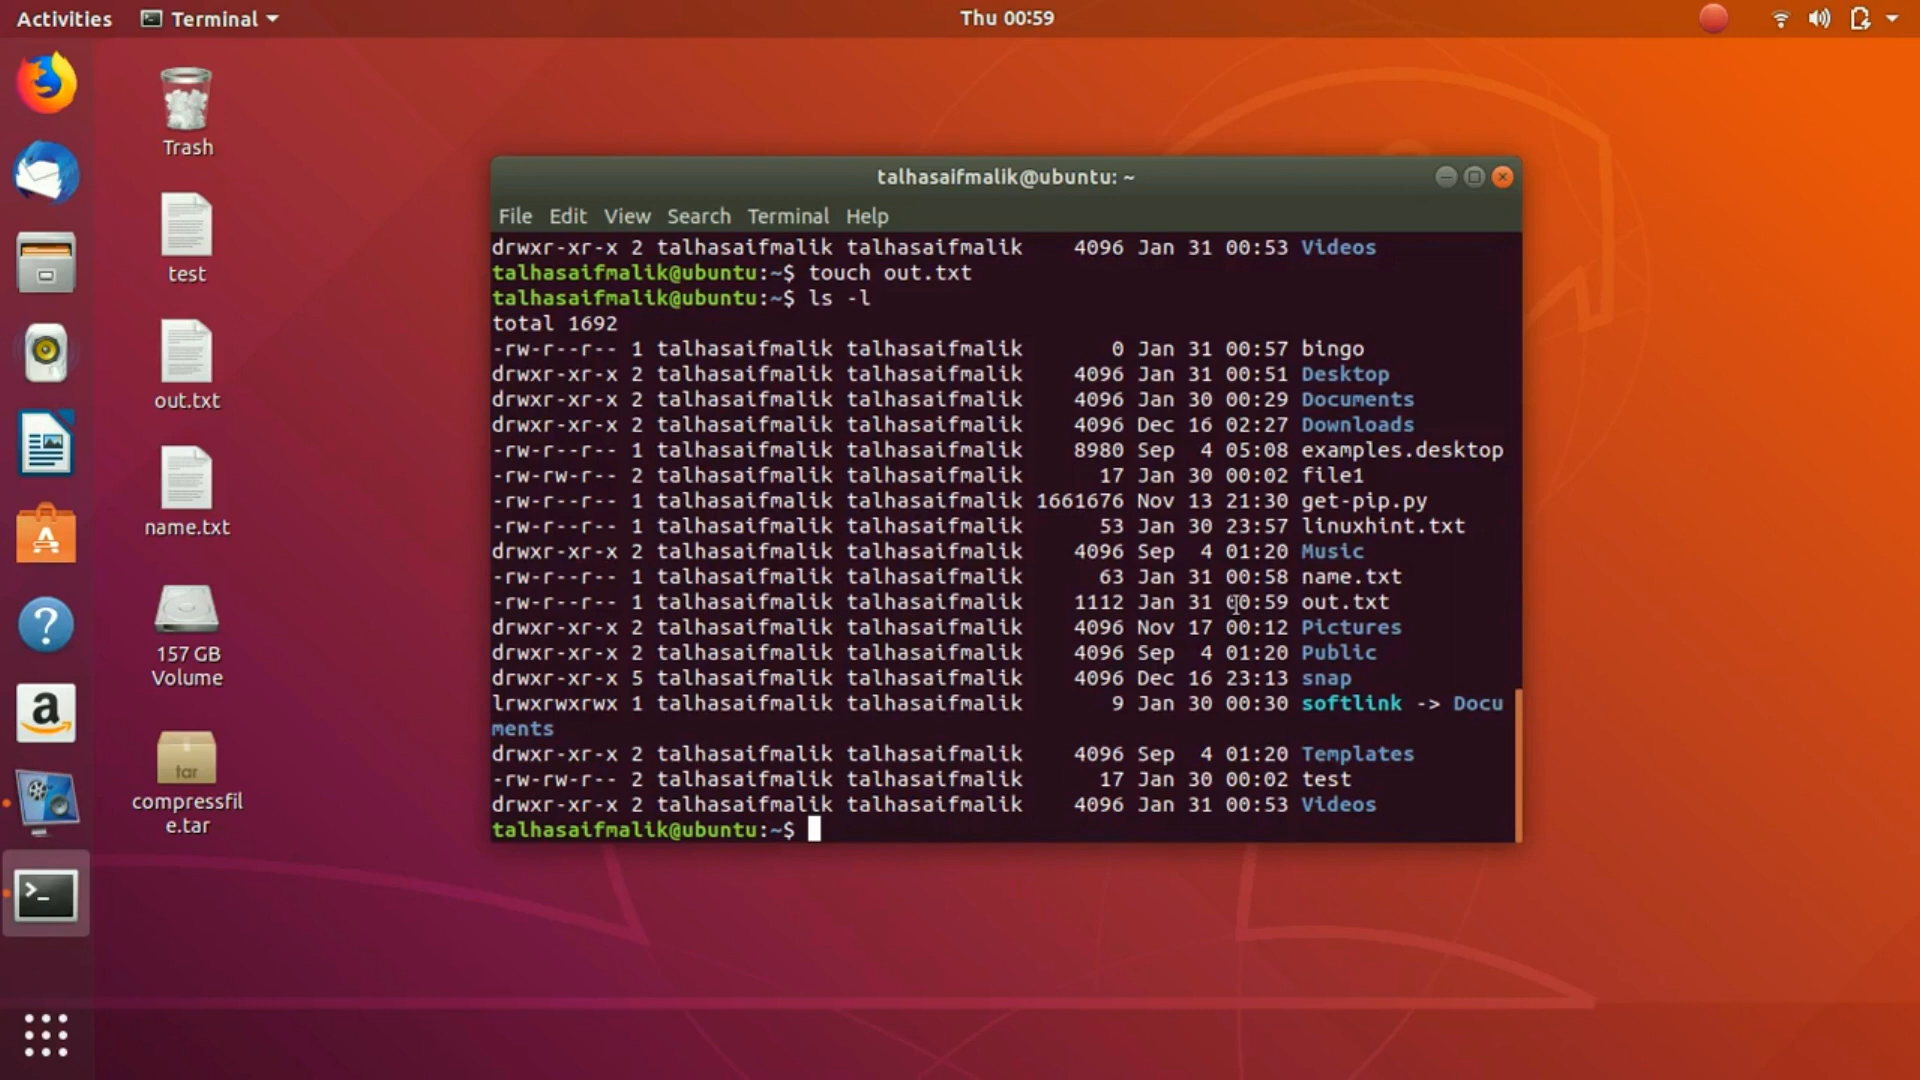 Activities Terminal Thu 00:59
Trash
test
out.txt
name.txt
157 GB
Volume
tar
compressfil
e.tar
talhasaifmalik@ubuntu: ~
File Edit View Search Terminal Help
drwxr-xr-x 2 talhasaifmalik talhasaifmalik    4096 Jan 31 00:53 Videos
talhasaifmalik@ubuntu:~$ touch out.txt
talhasaifmalik@ubuntu:~$ ls -l
total 1692
-rw-r--r-- 1 talhasaifmalik talhasaifmalik       0 Jan 31 00:57 bingo
drwxr-xr-x 2 talhasaifmalik talhasaifmalik    4096 Jan 31 00:51 Desktop
drwxr-xr-x 2 talhasaifmalik talhasaifmalik    4096 Jan 30 00:29 Documents
drwxr-xr-x 2 talhasaifmalik talhasaifmalik    4096 Dec 16 02:27 Downloads
-rw-r--r-- 1 talhasaifmalik talhasaifmalik    8980 Sep  4 05:08 examples.desktop
-rw-rw-r-- 2 talhasaifmalik talhasaifmalik      17 Jan 30 00:02 file1
-rw-r--r-- 1 talhasaifmalik talhasaifmalik 1661676 Nov 13 21:30 get-pip.py
-rw-r--r-- 1 talhasaifmalik talhasaifmalik      53 Jan 30 23:57 linuxhint.txt
drwxr-xr-x 2 talhasaifmalik talhasaifmalik    4096 Sep  4 01:20 Music
-rw-r--r-- 1 talhasaifmalik talhasaifmalik      63 Jan 31 00:58 name.txt
-rw-r--r-- 1 talhasaifmalik talhasaifmalik    1112 Jan 31 00:59 out.txt
drwxr-xr-x 2 talhasaifmalik talhasaifmalik    4096 Nov 17 00:12 Pictures
drwxr-xr-x 2 talhasaifmalik talhasaifmalik    4096 Sep  4 01:20 Public
drwxr-xr-x 5 talhasaifmalik talhasaifmalik    4096 Dec 16 23:13 snap
lrwxrwxrwx 1 talhasaifmalik talhasaifmalik       9 Jan 30 00:30 softlink -> Docu
ments
drwxr-xr-x 2 talhasaifmalik talhasaifmalik    4096 Sep  4 01:20 Templates
-rw-rw-r-- 2 talhasaifmalik talhasaifmalik      17 Jan 30 00:02 test
drwxr-xr-x 2 talhasaifmalik talhasaifmalik    4096 Jan 31 00:53 Videos
talhasaifmalik@ubuntu:~$